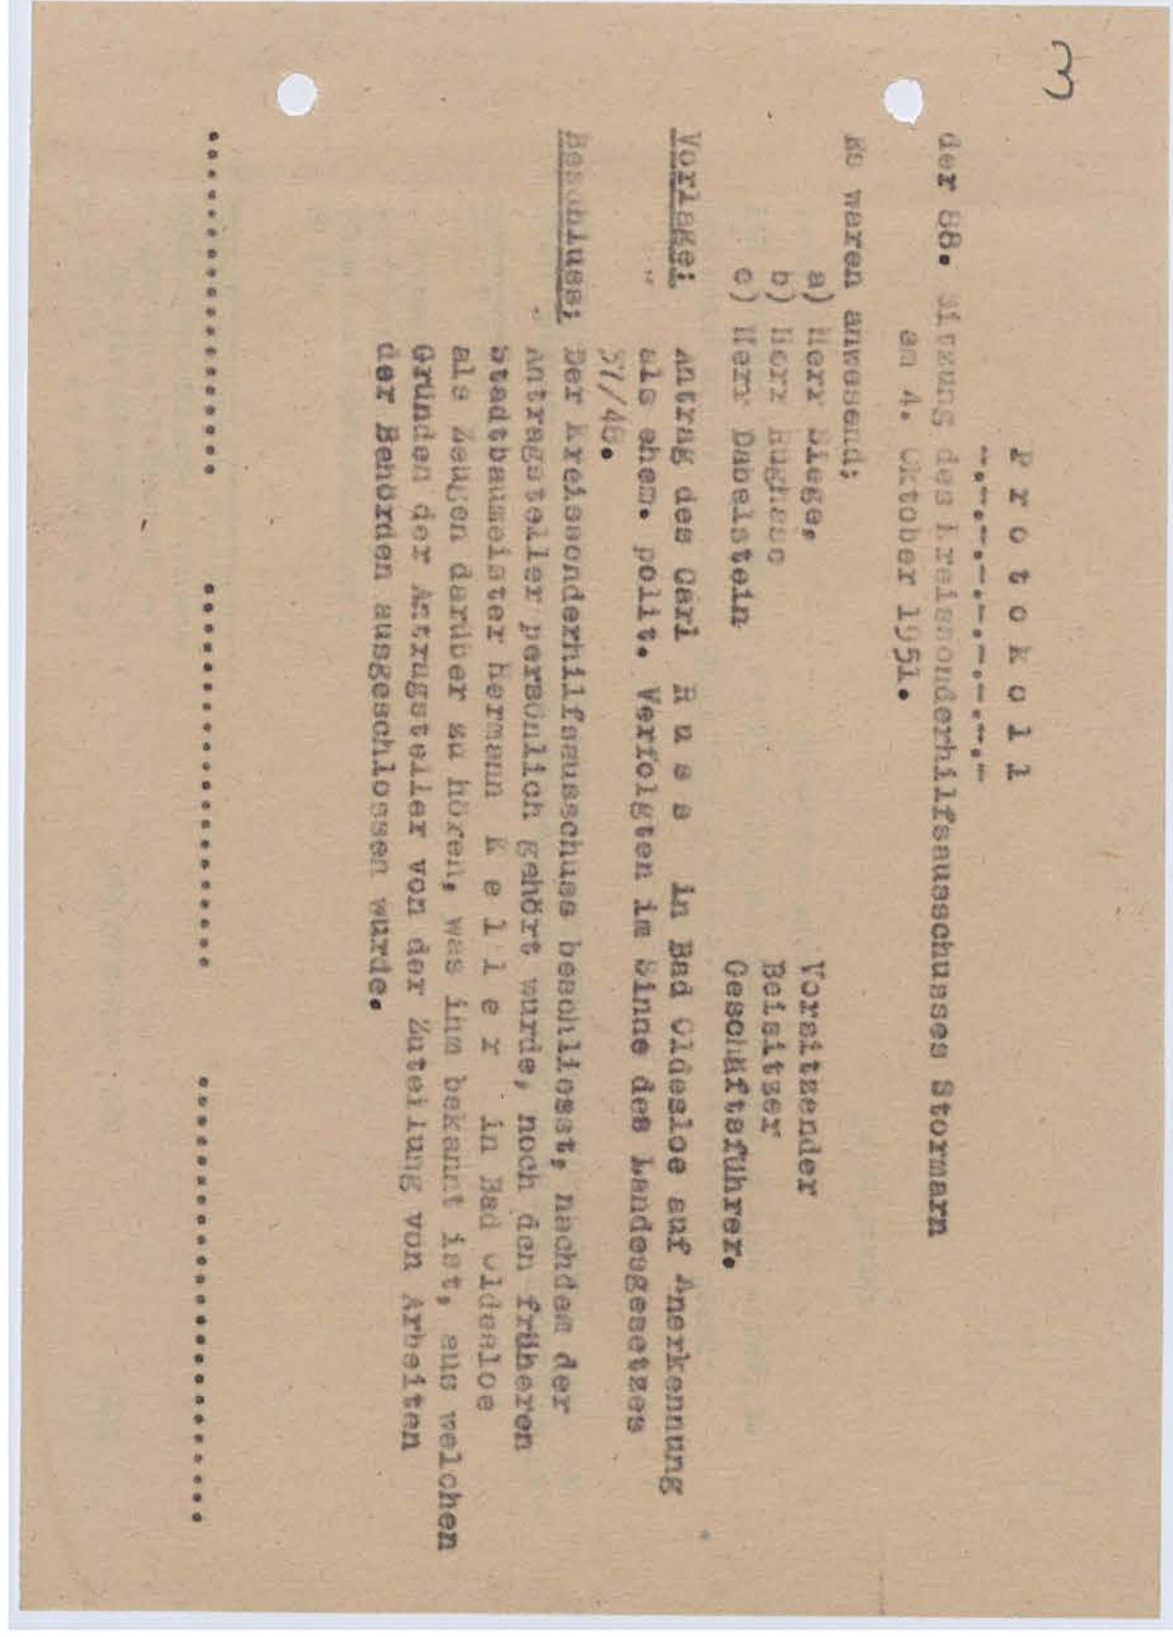 3
P r o t o k o l l
-.-.-.-.-.-.-.-.-
der 88. Sitzung des Kreissonderhilfsausschusses Stormarn
am 4. Oktober 1951.
Es waren anwesend:
a) Herr Siege, Vorsitzender
b) Herr Hughase Beisitzer
c) Herr Dabelstein Geschäftsführer.
Vorlage: Antrag des Carl R u s s in Bad Oldesloe auf Anerkennung
als ehem. polit. Verfolgten im Sinne des Landesgesetzes
37/48.
Beschluss: Der Kreissonderhilfsausschuss beschliesst, nachdem der
Antragsteller persönlich gehört wurde, noch den früheren
Stadtbaumeister Hermann K e l l e r in Bad Oldesloe
als Zeugen darüber zu hören, was ihm bekannt ist, aus welchen
Gründen der Antragsteller von der Zuteilung von Arbeiten
der Behörden ausgeschlossen wurde.
.................... ....................... ..........................